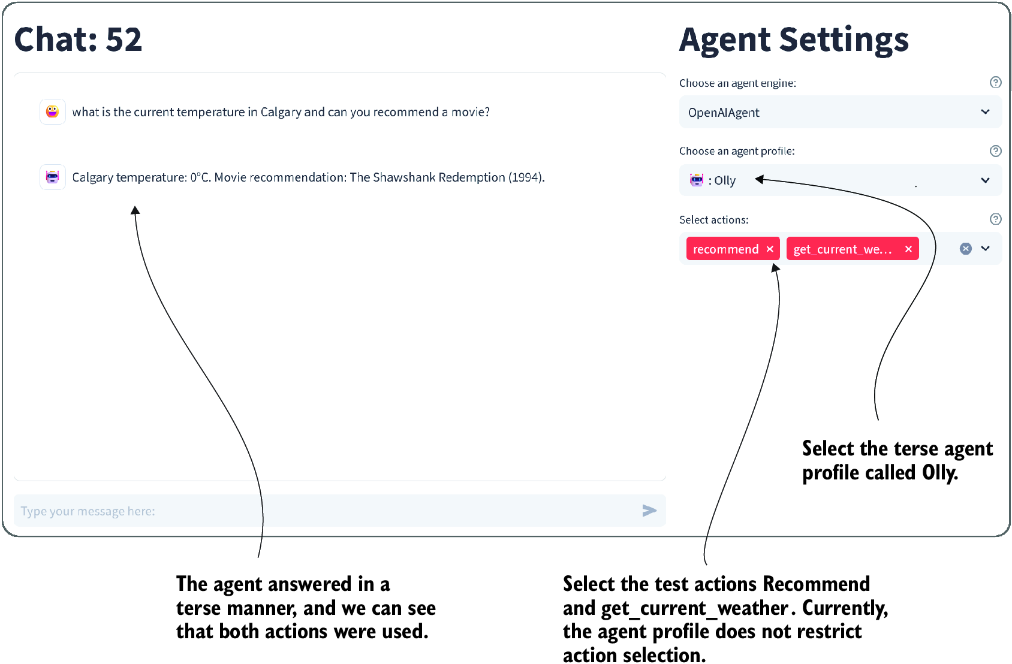 Chat: 52
what is the current temperature in Calgary and can you recommend a movie?
Calgary temperature: 0°C. Movie recommendation: The Shawshank Redemption (1994).
Type your message here:
Agent Settings
Choose an agent engine:
OpenAIAgent
Choose an agent profile:
: Olly
Select actions:
recommend × get_current_we... ×
Select the terse agent
profile called Olly.
The agent answered in a
terse manner, and we can see
that both actions were used.
Select the test actions Recommend
and get_current_weather. Currently,
the agent profile does not restrict
action selection.